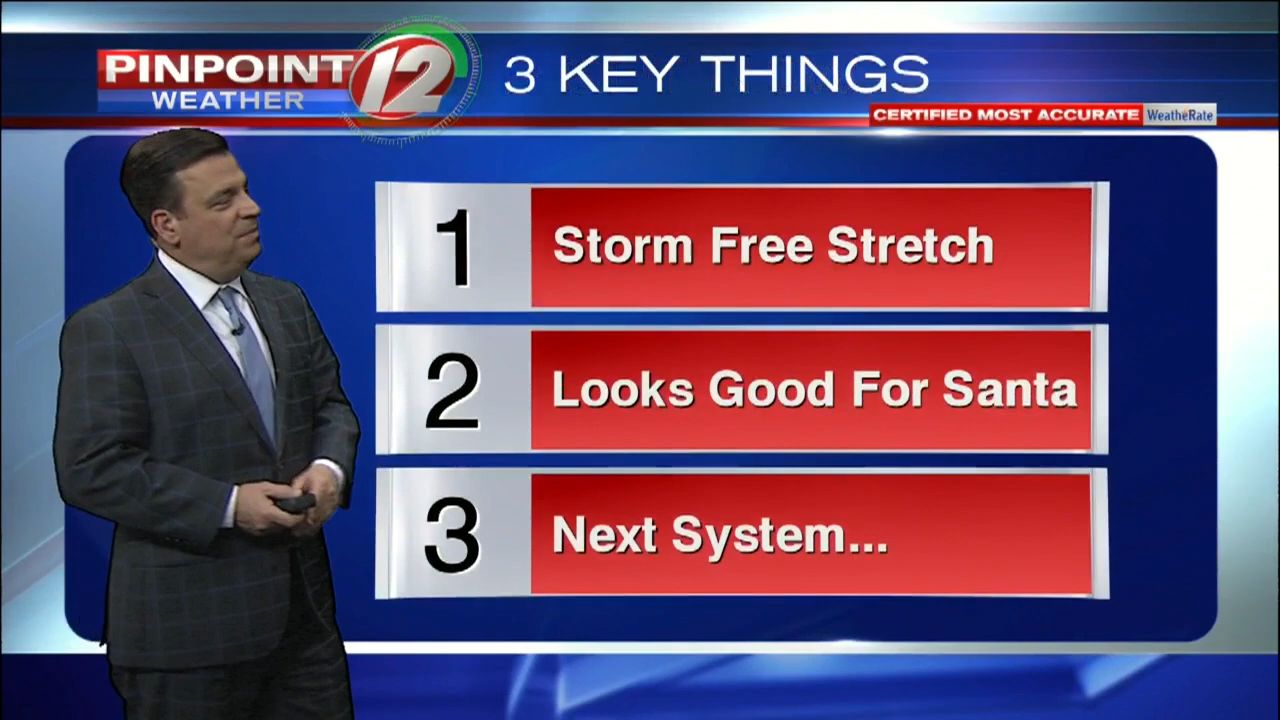 PINPOINT 12
WEATHER
3 KEY THINGS
CERTIFIED MOST ACCURATE WeatheRate
1 Storm Free Stretch
2 Looks Good For Santa
3 Next System...